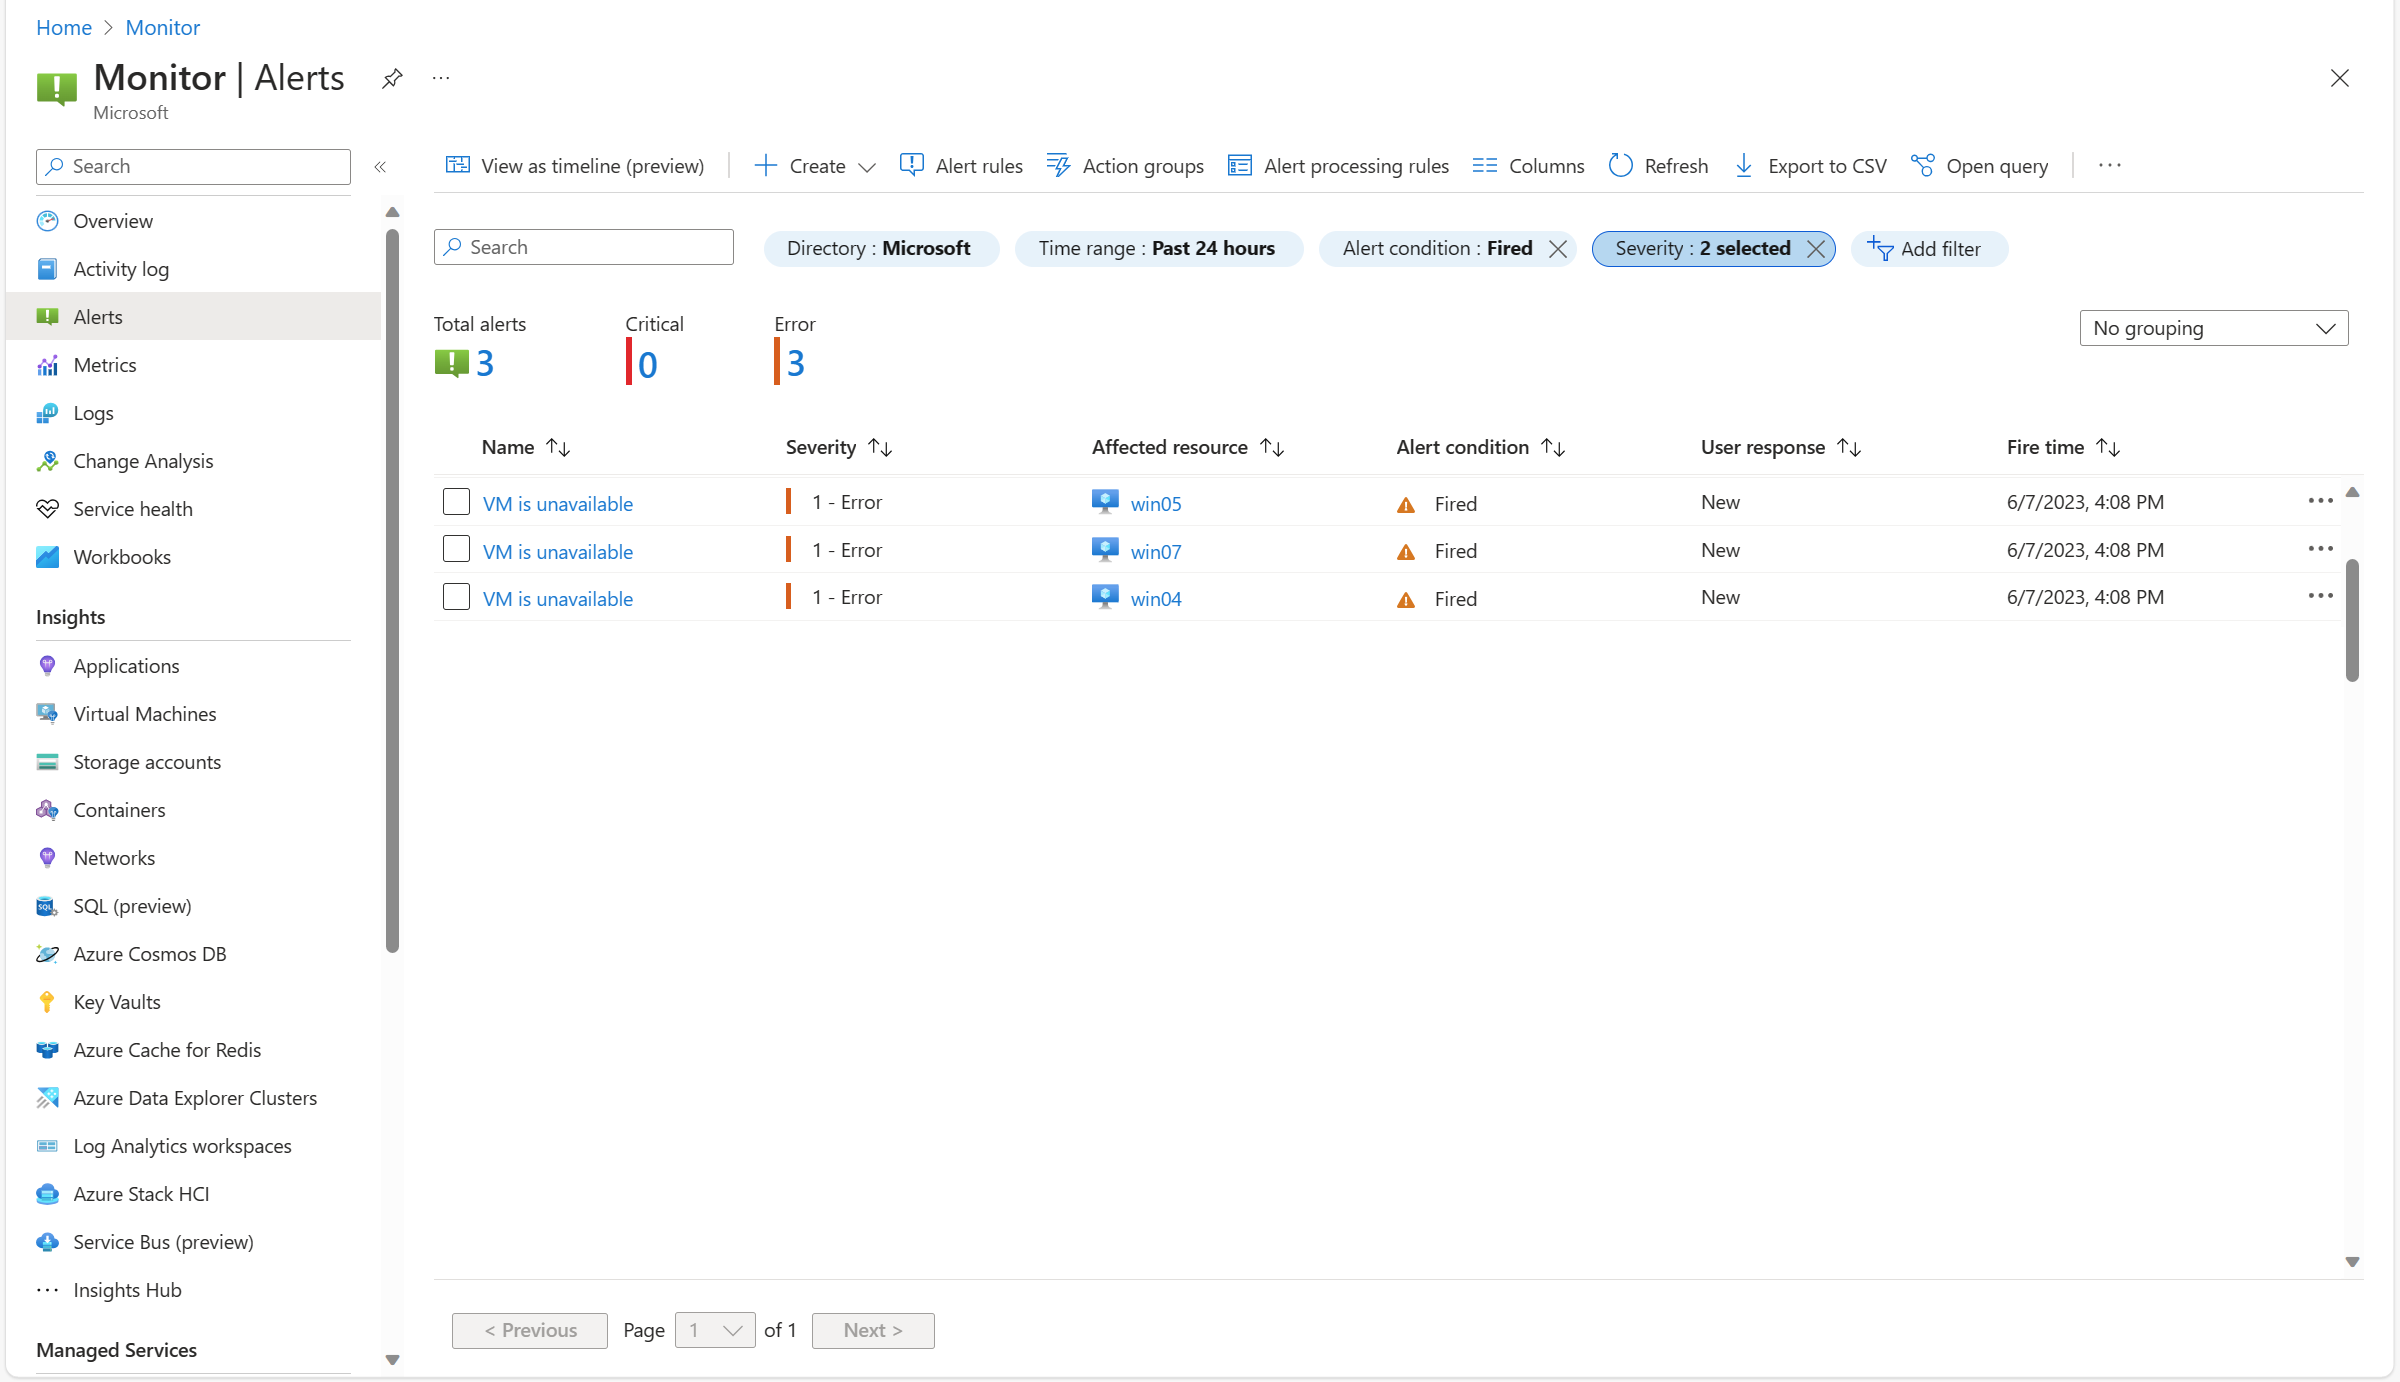 Home > Monitor
Monitor | Alerts
Microsoft
Search
Overview
Activity log
Alerts
Metrics
Logs
Change Analysis
Service health
Workbooks
Insights
Applications
Virtual Machines
Storage accounts
Containers
Networks
SQL (preview)
Azure Cosmos DB
Key Vaults
Azure Cache for Redis
Azure Data Explorer Clusters
Log Analytics workspaces
Azure Stack HCI
Service Bus (preview)
Insights Hub
Managed Services
View as timeline (preview) Create Alert rules Action groups Alert processing rules Columns Refresh Export to CSV Open query
Search Directory : Microsoft Time range : Past 24 hours Alert condition : Fired Severity : 2 selected Add filter
Total alerts Critical Error
3 0 3
No grouping
Name Severity Affected resource Alert condition User response Fire time
VM is unavailable 1 - Error win05 Fired New 6/7/2023, 4:08 PM
VM is unavailable 1 - Error win07 Fired New 6/7/2023, 4:08 PM
VM is unavailable 1 - Error win04 Fired New 6/7/2023, 4:08 PM
< Previous Page 1 of 1 Next >